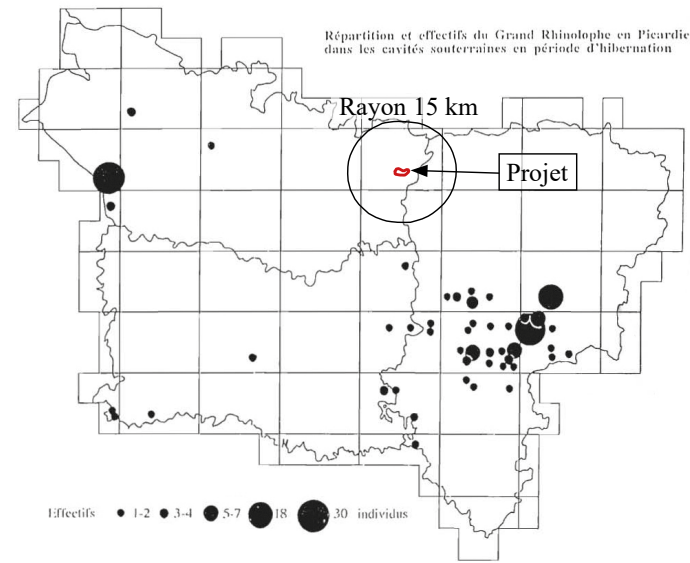 Répartition et effectifs du Grand Rhinolophe en Picardie
dans les cavités souterraines en période d'hibernation
Rayon 15 km
Projet
Effectifs 1-2 3-4 5-7 18 30 individus